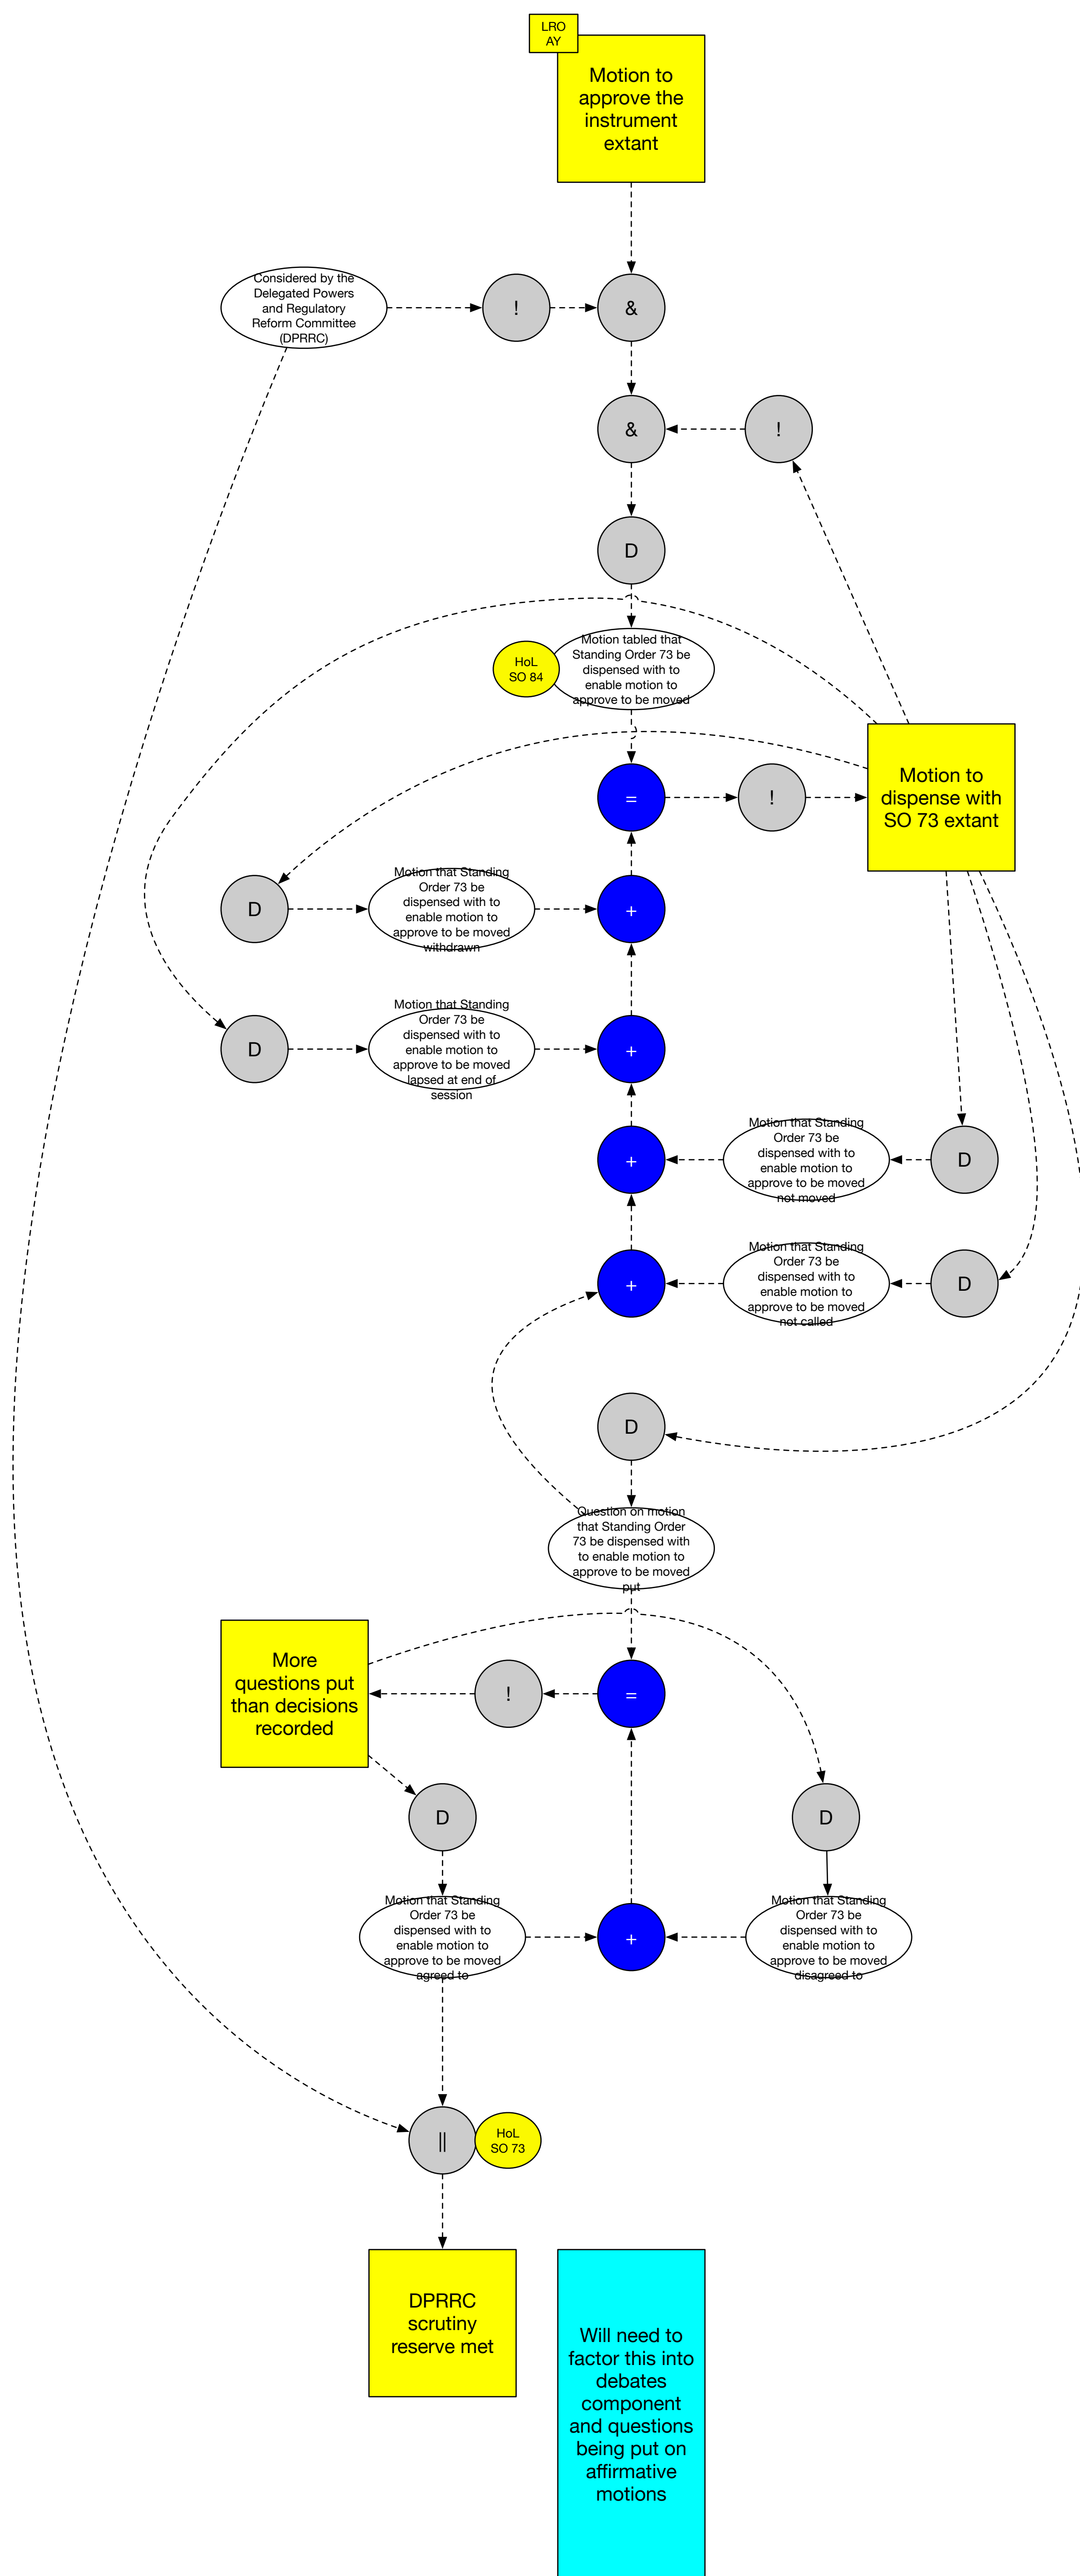 LRO
AY
Motion to
approve the
instrument
extant
Considered by the
Delegated Powers
and Regulatory
Reform Committee
(DPRRC)
!
&
&
!
D
HoL
SO 84
Motion tabled that
Standing Order 73 be
dispensed with to
enable motion to
approve to be moved
=
!
Motion to
dispense with
SO 73 extant
D
Motion that Standing
Order 73 be
dispensed with to
enable motion to
approve to be moved
withdrawn
+
D
Motion that Standing
Order 73 be
dispensed with to
enable motion to
approve to be moved
lapsed at end of
session
+
+
Motion that Standing
Order 73 be
dispensed with to
enable motion to
approve to be moved
not moved
D
+
Motion that Standing
Order 73 be
dispensed with to
enable motion to
approve to be moved
not called
D
D
Question on motion
that Standing Order
73 be dispensed with
to enable motion to
approve to be moved
put
More
questions put
than decisions
recorded
!
=
D
D
Motion that Standing
Order 73 be
dispensed with to
enable motion to
approve to be moved
agreed to
+
Motion that Standing
Order 73 be
dispensed with to
enable motion to
approve to be moved
disagreed to
||
HoL
SO 73
DPRRC
scrutiny
reserve met
Will need to
factor this into
debates
component
and questions
being put on
affirmative
motions